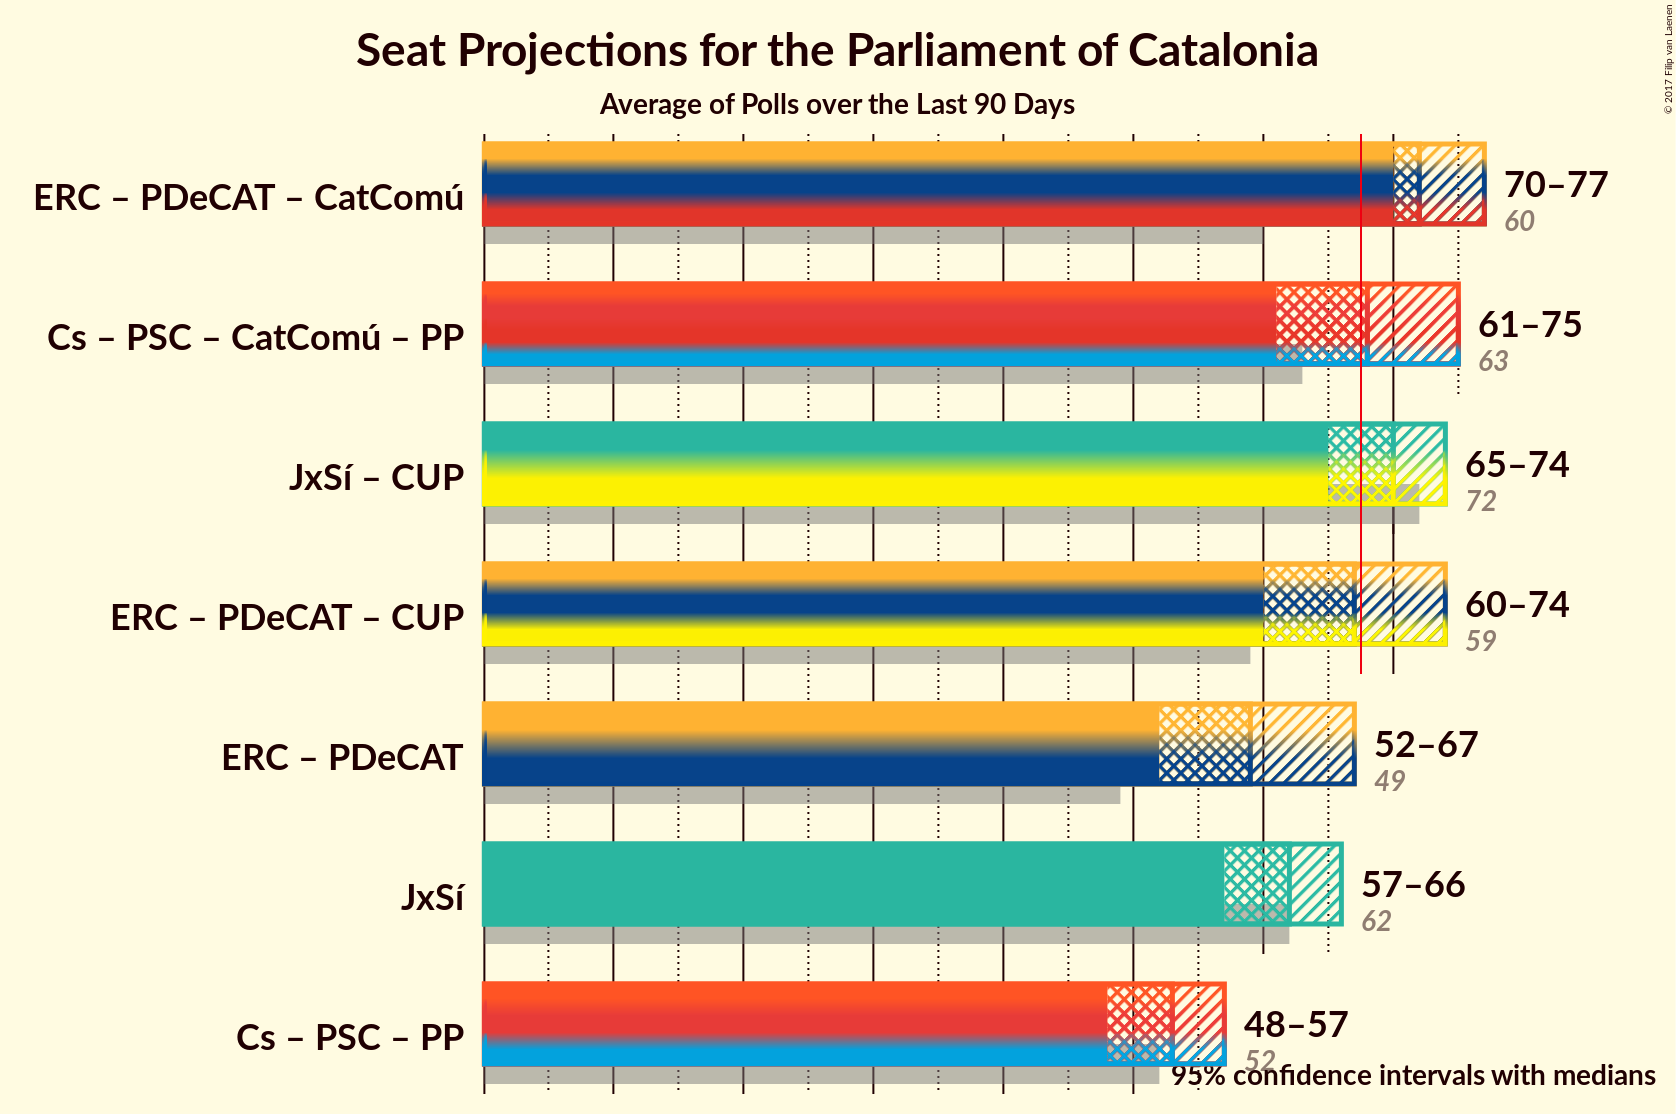 Seat Projections for the Parliament of Catalonia
Average of Polls over the Last 90 Days
© 2017 Filip van Laenen
ERC – PDeCAT – CatComú
70–77
60
Cs – PSC – CatComú – PP
61–75
63
JxSí – CUP
65–74
72
ERC – PDeCAT – CUP
60–74
59
ERC – PDeCAT
52–67
49
JxSí
57–66
62
Cs – PSC – PP
48–57
52
95% confidence intervals with medians